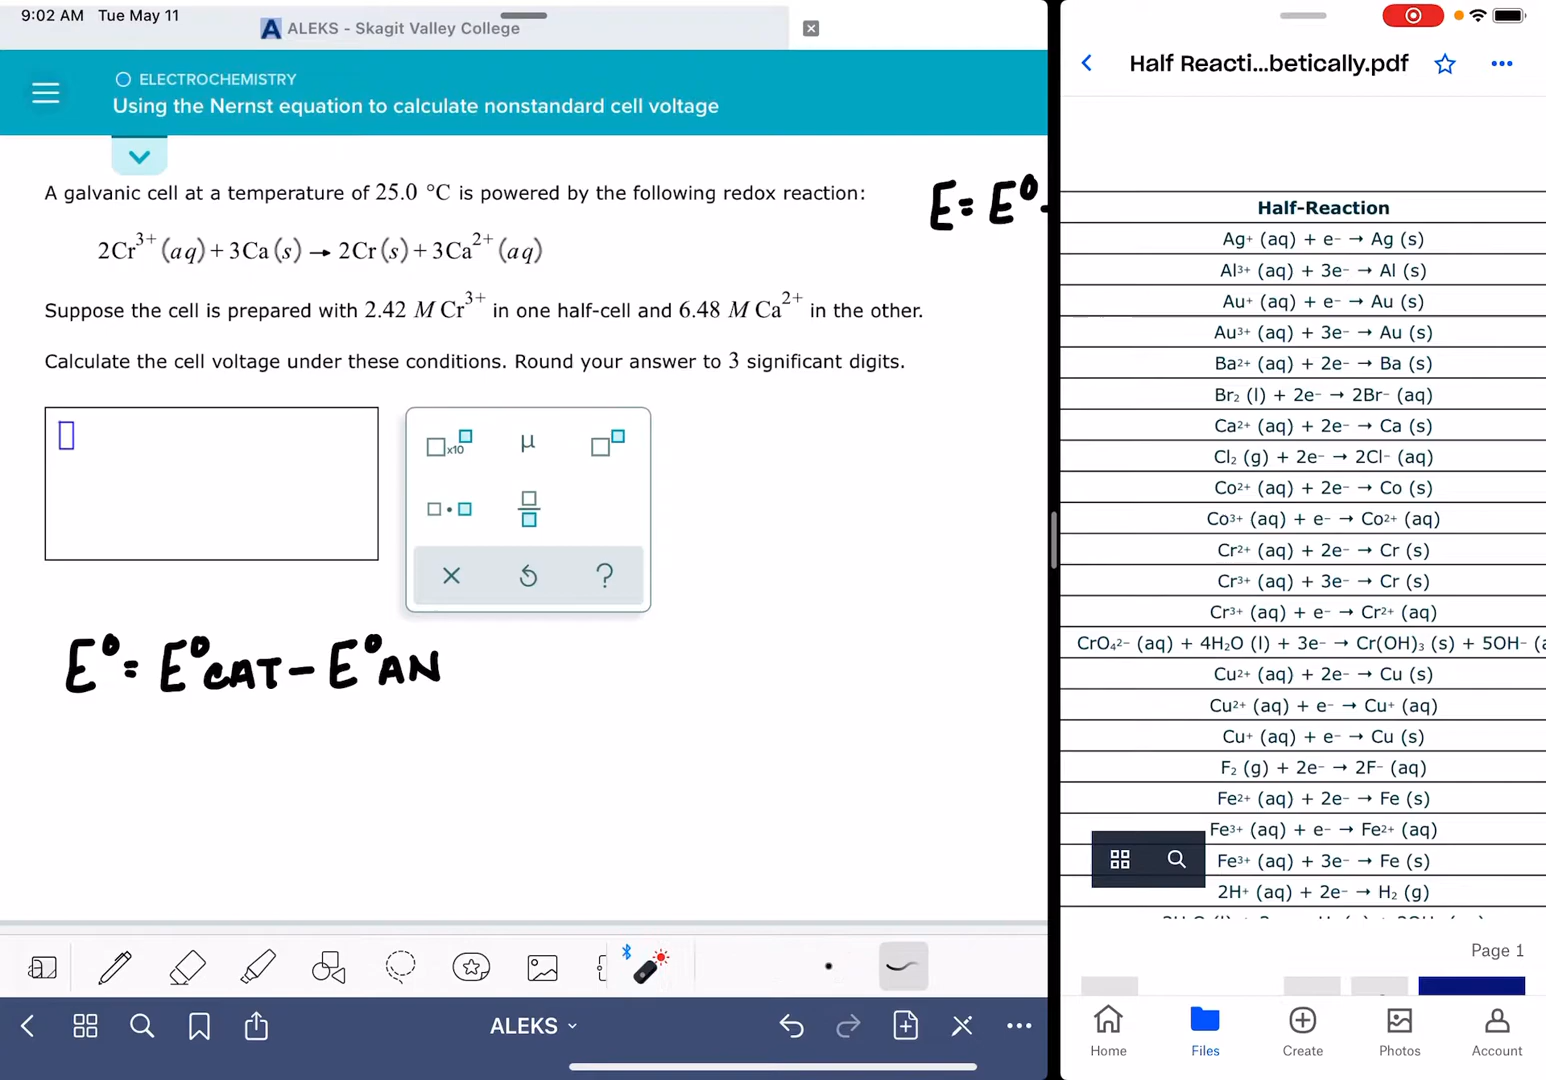 9:02 AM Tue May 11
ALEKS - Skagit Valley College
ELECTROCHEMISTRY
Using the Nernst equation to calculate nonstandard cell voltage
A galvanic cell at a temperature of 25.0 °C is powered by the following redox reaction:
2Cr³⁺(aq)+3Ca(s) → 2Cr(s)+3Ca²⁺(aq)
Suppose the cell is prepared with 2.42 M Cr³⁺ in one half-cell and 6.48 M Ca²⁺ in the other.
Calculate the cell voltage under these conditions. Round your answer to 3 significant digits.
E= E⁰-
x10
μ
?
E⁰= E⁰CAT - E⁰AN
ALEKS
Half Reacti...betically.pdf
Half-Reaction
Ag⁺ (aq) + e⁻ → Ag (s)
Al³⁺ (aq) + 3e⁻ → Al (s)
Au⁺ (aq) + e⁻ → Au (s)
Au³⁺ (aq) + 3e⁻ → Au (s)
Ba²⁺ (aq) + 2e⁻ → Ba (s)
Br₂ (l) + 2e⁻ → 2Br⁻ (aq)
Ca²⁺ (aq) + 2e⁻ → Ca (s)
Cl₂ (g) + 2e⁻ → 2Cl⁻ (aq)
Co²⁺ (aq) + 2e⁻ → Co (s)
Co³⁺ (aq) + e⁻ → Co²⁺ (aq)
Cr²⁺ (aq) + 2e⁻ → Cr (s)
Cr³⁺ (aq) + 3e⁻ → Cr (s)
Cr³⁺ (aq) + e⁻ → Cr²⁺ (aq)
CrO₄²⁻ (aq) + 4H₂O (l) + 3e⁻ → Cr(OH)₃ (s) + 5OH⁻ (a
Cu²⁺ (aq) + 2e⁻ → Cu (s)
Cu²⁺ (aq) + e⁻ → Cu⁺ (aq)
Cu⁺ (aq) + e⁻ → Cu (s)
F₂ (g) + 2e⁻ → 2F⁻ (aq)
Fe²⁺ (aq) + 2e⁻ → Fe (s)
Fe³⁺ (aq) + e⁻ → Fe²⁺ (aq)
Fe³⁺ (aq) + 3e⁻ → Fe (s)
2H⁺ (aq) + 2e⁻ → H₂ (g)
Page 1
Home
Files
Create
Photos
Account